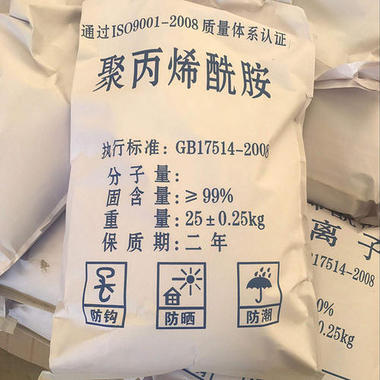 通过ISO9001-2008质量体系认证
聚丙烯酰胺
执行标准：GB17514-2008
分子量：
固含量：≥99%
重量：25±0.25kg
保质期：二年
防钩
防晒
防潮
离子
GB17514-2008
0%
±0.25kg